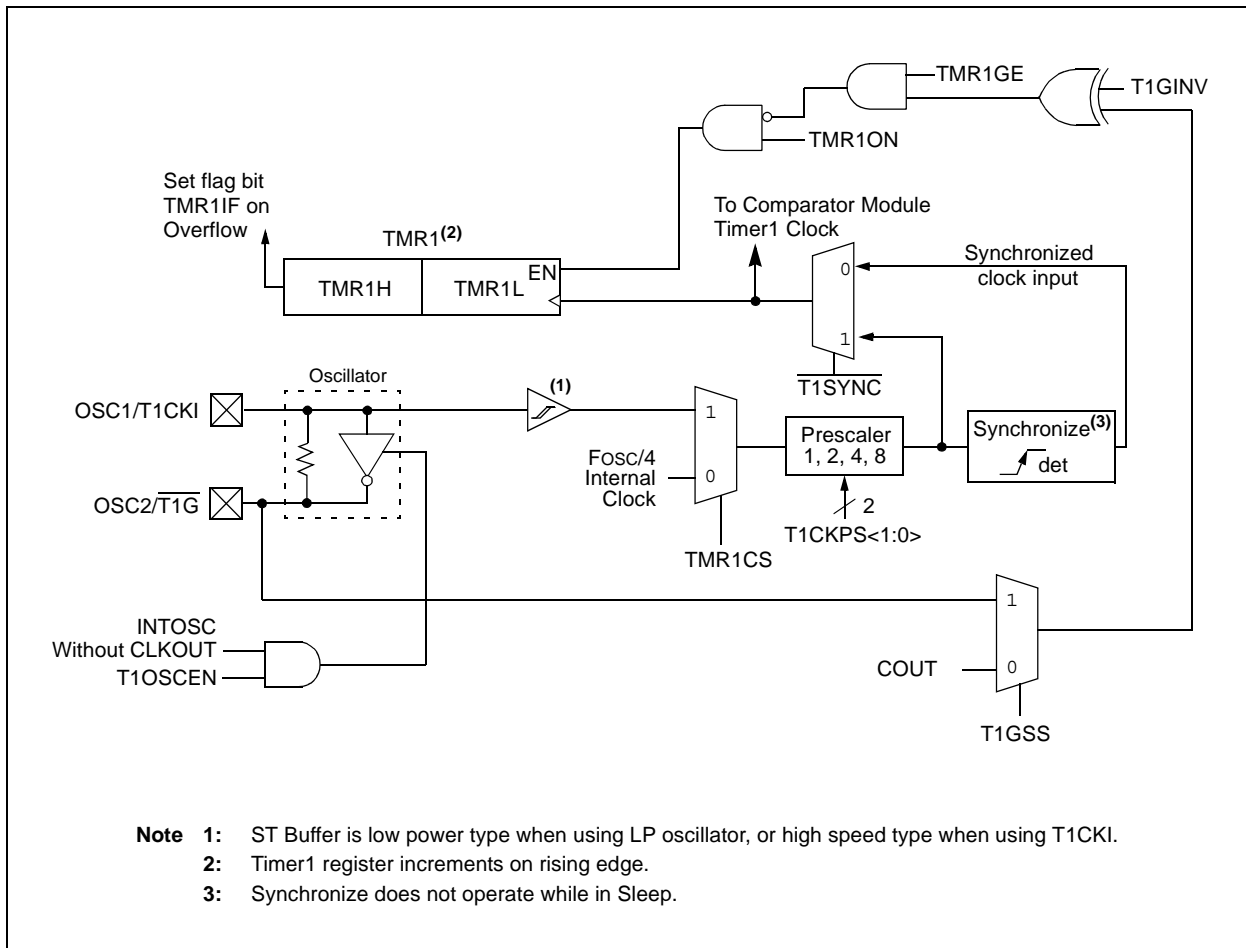 TMR1GE
T1GINV
TMR1ON
Set flag bit
TMR1IF on
Overflow
To Comparator Module
Timer1 Clock
TMR1(2)
EN
TMR1H
TMR1L
0
Synchronized
clock input
1
T1SYNC
Oscillator
(1)
OSC1/T1CKI
1
FOSC/4
Internal
Clock
0
Prescaler
1, 2, 4, 8
Synchronize(3)
det
OSC2/T1G
2
T1CKPS<1:0>
TMR1CS
1
INTOSC
Without CLKOUT
T1OSCEN
COUT
0
T1GSS
Note 1: ST Buffer is low power type when using LP oscillator, or high speed type when using T1CKI.
2: Timer1 register increments on rising edge.
3: Synchronize does not operate while in Sleep.